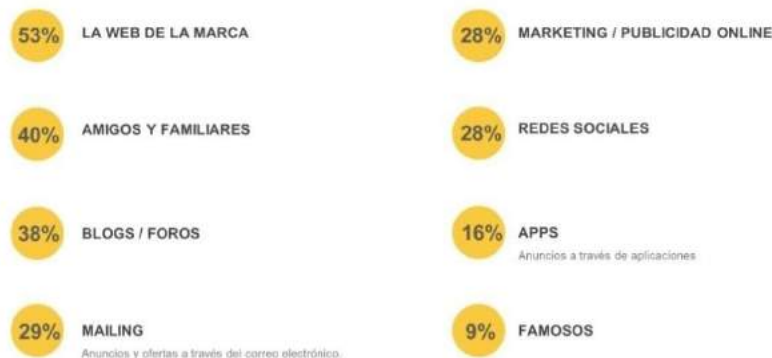 53% LA WEB DE LA MARCA
40% AMIGOS Y FAMILIARES
38% BLOGS / FOROS
29% MAILING
Anuncios y ofertas a través del correo electrónico.
28% MARKETING / PUBLICIDAD ONLINE
28% REDES SOCIALES
16% APPS
Anuncios a través de aplicaciones
9% FAMOSOS